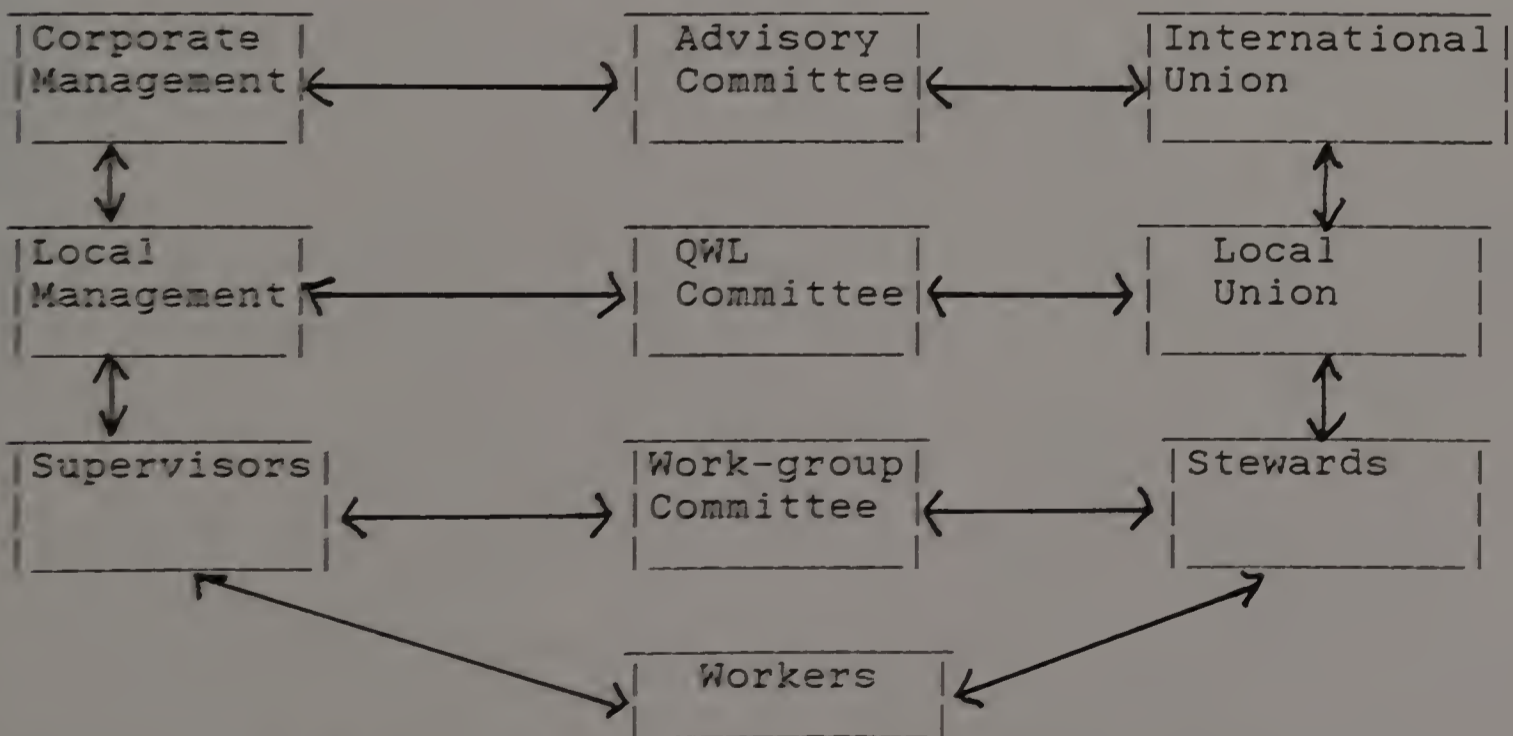 Corporate
Management
Advisory
Committee
International
Union
Local
Management
QWL
Committee
Local
Union
Supervisors
Work-group
Committee
Stewards
Workers